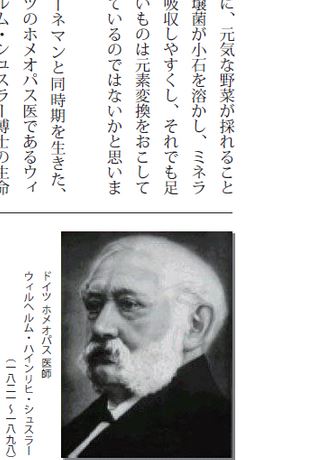 に、元気な野菜が採れること
壌菌が小石を溶かし、ミネラ
吸収しやすくし、それでも足
いものは元素変換をおこして
ているのではないかと思いま
ーネマンと同時期を生きた、
ツのホメオパス医であるウィ
ルム・シュスラー博士の生命
ドイツ ホメオパス医師
ウィルヘルム・ハインリヒ・シュスラー
（一八二一～一八九八）